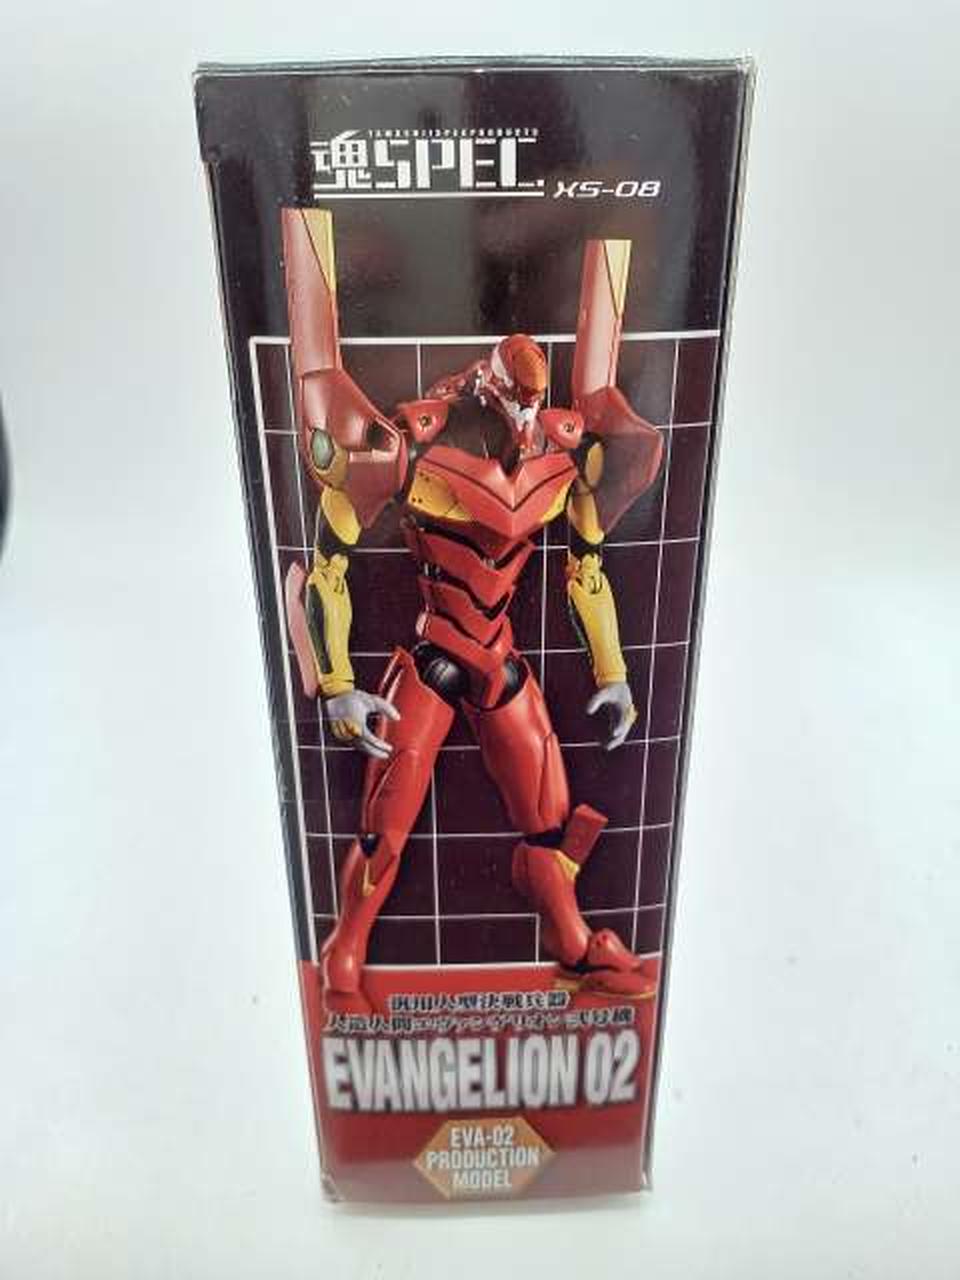 TAMASHIISPECPRODUCTS
魂SPEC
XS-08
汎用人型決戦兵器
人造人間エヴァンゲリオン弐号機
EVANGELION 02
EVA-02
PRODUCTION
MODEL